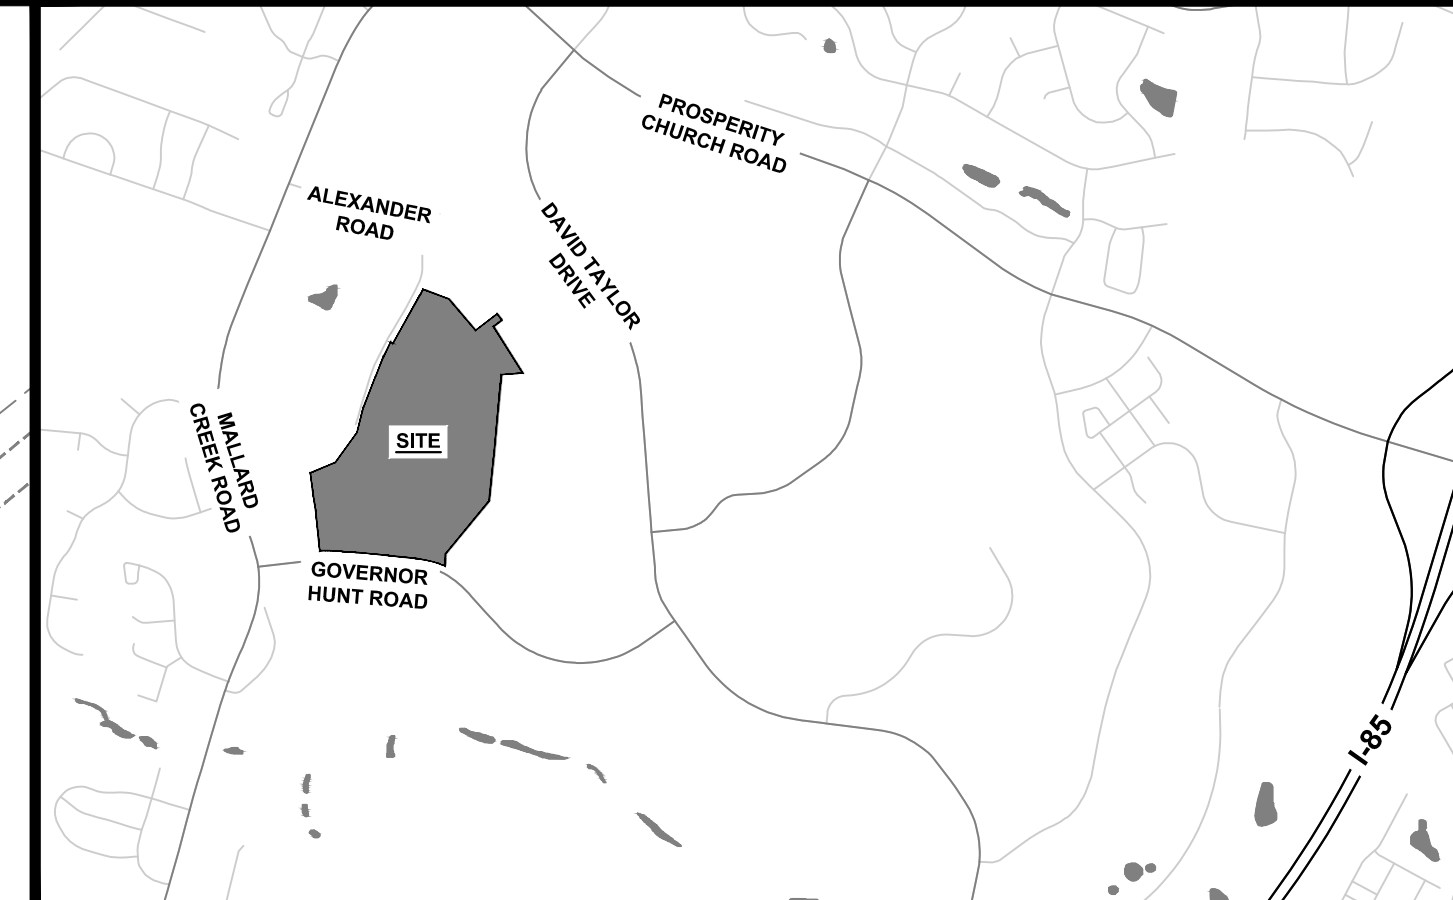 PROSPERITY
CHURCH ROAD
ALEXANDER
ROAD
DAVID TAYLOR
DRIVE
MALLARD
CREEK ROAD
SITE
GOVERNOR
HUNT ROAD
I-85